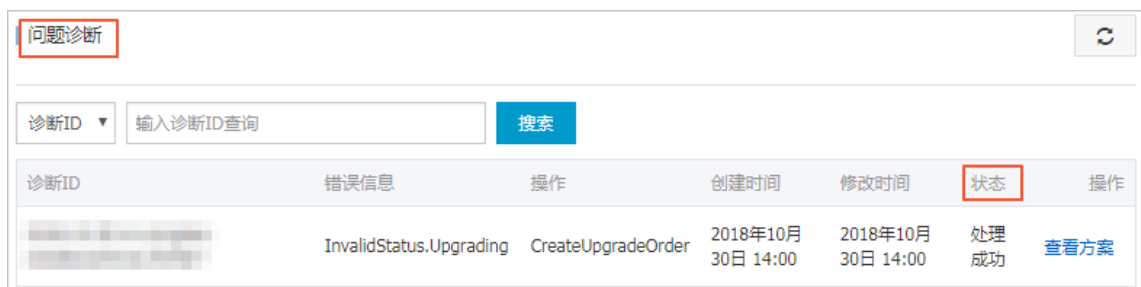 问题诊断
诊断ID 输入诊断ID查询 搜索
诊断ID 错误信息 操作 创建时间 修改时间 状态 操作
InvalidStatus.Upgrading CreateUpgradeOrder 2018年10月30日 14:00 2018年10月30日 14:00 处理成功 查看方案